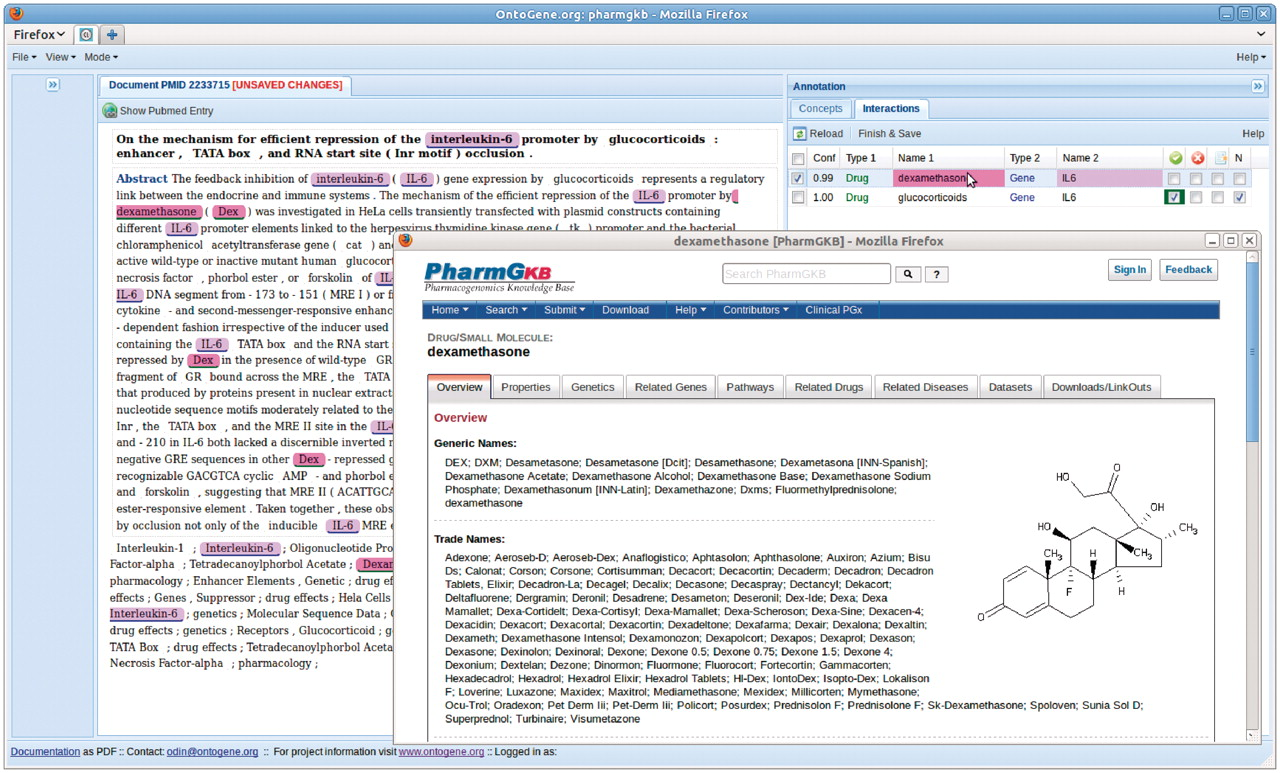 OntoGene.org: pharmgkb - Mozilla Firefox
Firefox
File View Mode Help
Document PMID 2233715 [UNSAVED CHANGES]
Show Pubmed Entry
On the mechanism for efficient repression of the interleukin-6 promoter by glucocorticoids :
enhancer , TATA box , and RNA start site ( Inr motif ) occlusion .
Abstract The feedback inhibition of interleukin-6 ( IL-6 ) gene expression by glucocorticoids represents a regulatory
link between the endocrine and immune systems . The mechanism of the efficient repression of the IL-6 promoter by
dexamethasone ( Dex ) was investigated in HeLa cells transiently transfected with plasmid constructs containing
different IL-6 promoter elements linked to the herpesvirus thymidine kinase gene ( tk ) promoter and the bacterial
chloramphenicol acetyltransferase gene ( cat ) an
active wild-type or inactive mutant human glucocort
necrosis factor , phorbol ester , or forskolin of IL
IL-6 DNA segment from - 173 to - 151 ( MRE I ) or f
cytokine - and second-messenger-responsive enhanc
- dependent fashion irrespective of the inducer used
containing the IL-6 TATA box and the RNA start
repressed by Dex in the presence of wild-type GR
fragment of GR bound across the MRE , the TATA
that produced by proteins present in nuclear extract
nucleotide sequence motifs moderately related to the
Inr , the TATA box , and the MRE II site in the IL-
and - 210 in IL-6 both lacked a discernible inverted r
negative GRE sequences in other Dex - repressed g
recognizable GACGTCA cyclic AMP - and phorbol e
and forskolin , suggesting that MRE II ( ACATTGCA
ester-responsive element . Taken together , these obs
by occlusion not only of the inducible IL-6 MRE e
Interleukin-1 ; Interleukin-6 ; Oligonucleotide Pro
Factor-alpha ; Tetradecanoylphorbol Acetate ; Dexan
pharmacology ; Enhancer Elements , Genetic ; drug ef
effects ; Genes , Suppressor ; drug effects ; Hela Cells
Interleukin-6 ; genetics ; Molecular Sequence Data ;
drug effects ; genetics ; Receptors , Glucocorticoid ; g
TATA Box ; drug effects ; Tetradecanoylphorbol Aceta
Necrosis Factor-alpha ; pharmacology ;
Annotation
Concepts Interactions
Reload Finish & Save Help
Conf Type 1 Name 1 Type 2 Name 2 N
0.99 Drug dexamethason Gene IL6
1.00 Drug glucocorticoids Gene IL6
dexamethasone [PharmGKB] - Mozilla Firefox
PharmGKB
Pharmacogenomics Knowledge Base
Search PharmGKB ? Sign In Feedback
Home Search Submit Download Help Contributors Clinical PGx
DRUG/SMALL MOLECULE:
dexamethasone
Overview Properties Genetics Related Genes Pathways Related Drugs Related Diseases Datasets Downloads/LinkOuts
Overview
Generic Names:
DEX; DXM; Desametasone; Desametasone [Dcit]; Desamethasone; Dexametasona [INN-Spanish];
Dexamethasone Acetate; Dexamethasone Alcohol; Dexamethasone Base; Dexamethasone Sodium
Phosphate; Dexamethasonum [INN-Latin]; Dexamethazone; Dxms; Fluormethylprednisolone;
dexamethasone
Trade Names:
Adexone; Aeroseb-D; Aeroseb-Dex; Anaflogistico; Aphtasolon; Aphthasolone; Auxiron; Azium; Bisu
Ds; Calonat; Corson; Corsone; Cortisumman; Decacort; Decacortin; Decaderm; Decadron; Decadron
Tablets, Elixir; Decadron-La; Decagel; Decalix; Decasone; Decaspray; Dectancyl; Dekacort;
Deltafluorene; Dergramin; Deronil; Desadrene; Desameton; Deseronil; Dex-Ide; Dexa; Dexa
Mamallet; Dexa-Cortidelt; Dexa-Cortisyl; Dexa-Mamallet; Dexa-Scheroson; Dexa-Sine; Dexacen-4;
Dexacidin; Dexacort; Dexacortal; Dexacortin; Dexadeltone; Dexafarma; Dexair; Dexalona; Dexaltin;
Dexameth; Dexamethasone Intensol; Dexamonozon; Dexapolcort; Dexapos; Dexaprol; Dexason;
Dexasone; Dexinolon; Dexinoral; Dexone; Dexone 0.5; Dexone 0.75; Dexone 1.5; Dexone 4;
Dexonium; Dextelan; Dezone; Dinormon; Fluormone; Fluorocort; Fortecortin; Gammacorten;
Hexadecadrol; Hexadrol; Hexadrol Elixir; Hexadrol Tablets; Hl-Dex; IontoDex; Isopto-Dex; Lokalison
F; Loverine; Luxazone; Maxidex; Maxitrol; Mediamethasone; Mexidex; Millicorten; Mymethasone;
Ocu-Trol; Oradexon; Pet Derm Iii; Pet-Derm Iii; Policort; Posurdex; Prednisolon F; Prednisolone F; Sk-Dexamethasone; Spoloven; Sunia Sol D;
Superprednol; Turbinaire; Visumetazone
HO O OH HO CH3 CH3 H CH3 F H H O
Documentation as PDF :: Contact: odin@ontogene.org :: For project information visit www.ontogene.org :: Logged in as: